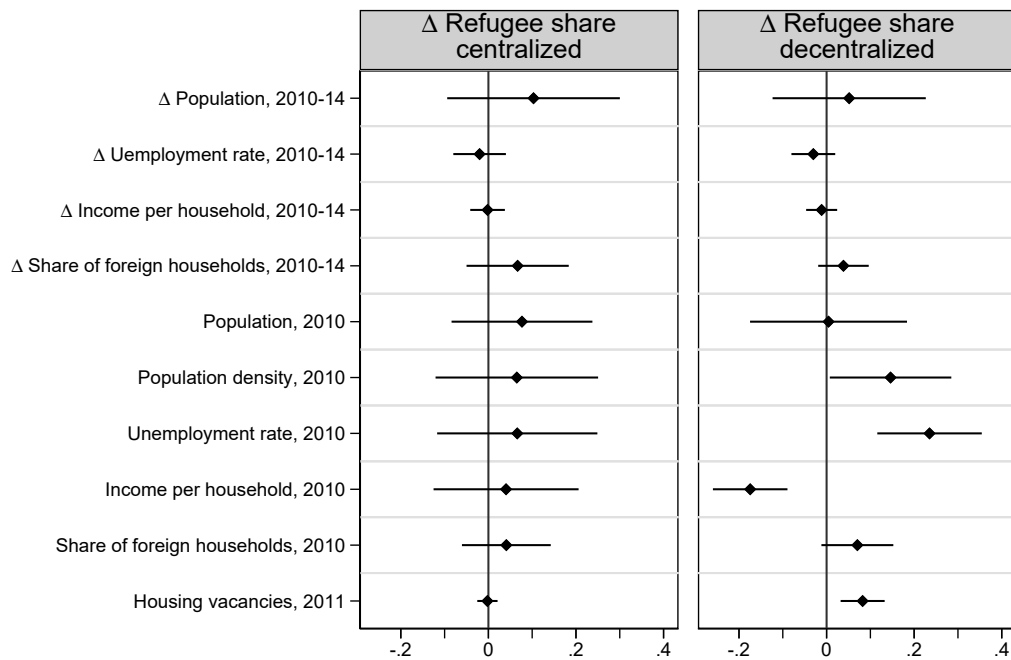 Δ Refugee share
centralized
Δ Refugee share
decentralized
Δ Population, 2010-14
Δ Uemployment rate, 2010-14
Δ Income per household, 2010-14
Δ Share of foreign households, 2010-14
Population, 2010
Population density, 2010
Unemployment rate, 2010
Income per household, 2010
Share of foreign households, 2010
Housing vacancies, 2011
-.2 0 .2 .4
-.2 0 .2 .4